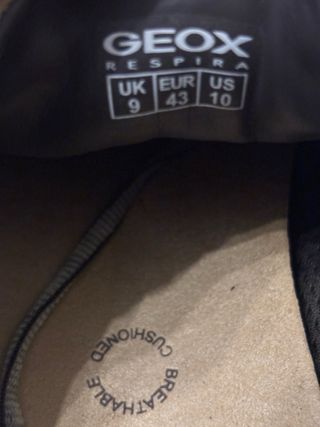 GEOX
RESPIRA
UK EUR US
9 43 10
CUSHIONED
BREATHABLE